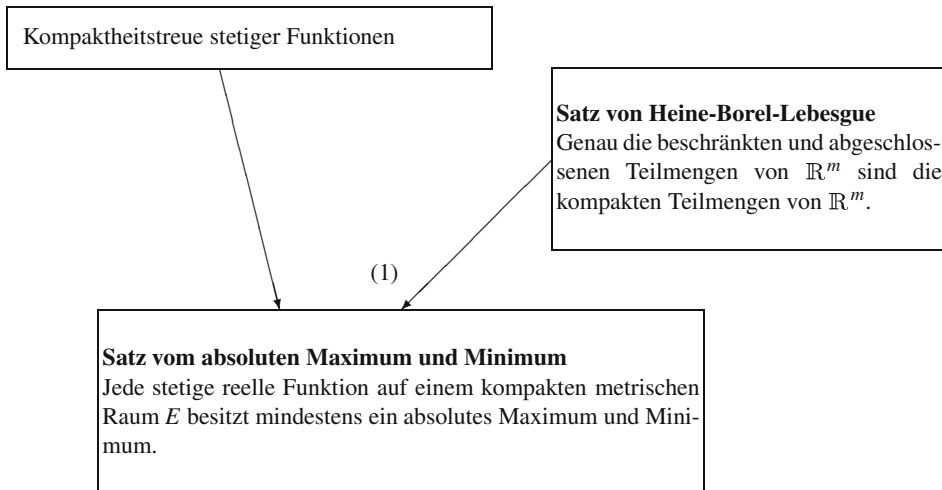 Kompaktheitstreue stetiger Funktionen
Satz von Heine-Borel-Lebesgue
Genau die beschränkten und abgeschlos-
senen Teilmengen von ℝᵐ sind die
kompakten Teilmengen von ℝᵐ.
(1)
Satz vom absoluten Maximum und Minimum
Jede stetige reelle Funktion auf einem kompakten metrischen
Raum E besitzt mindestens ein absolutes Maximum und Mini-
mum.